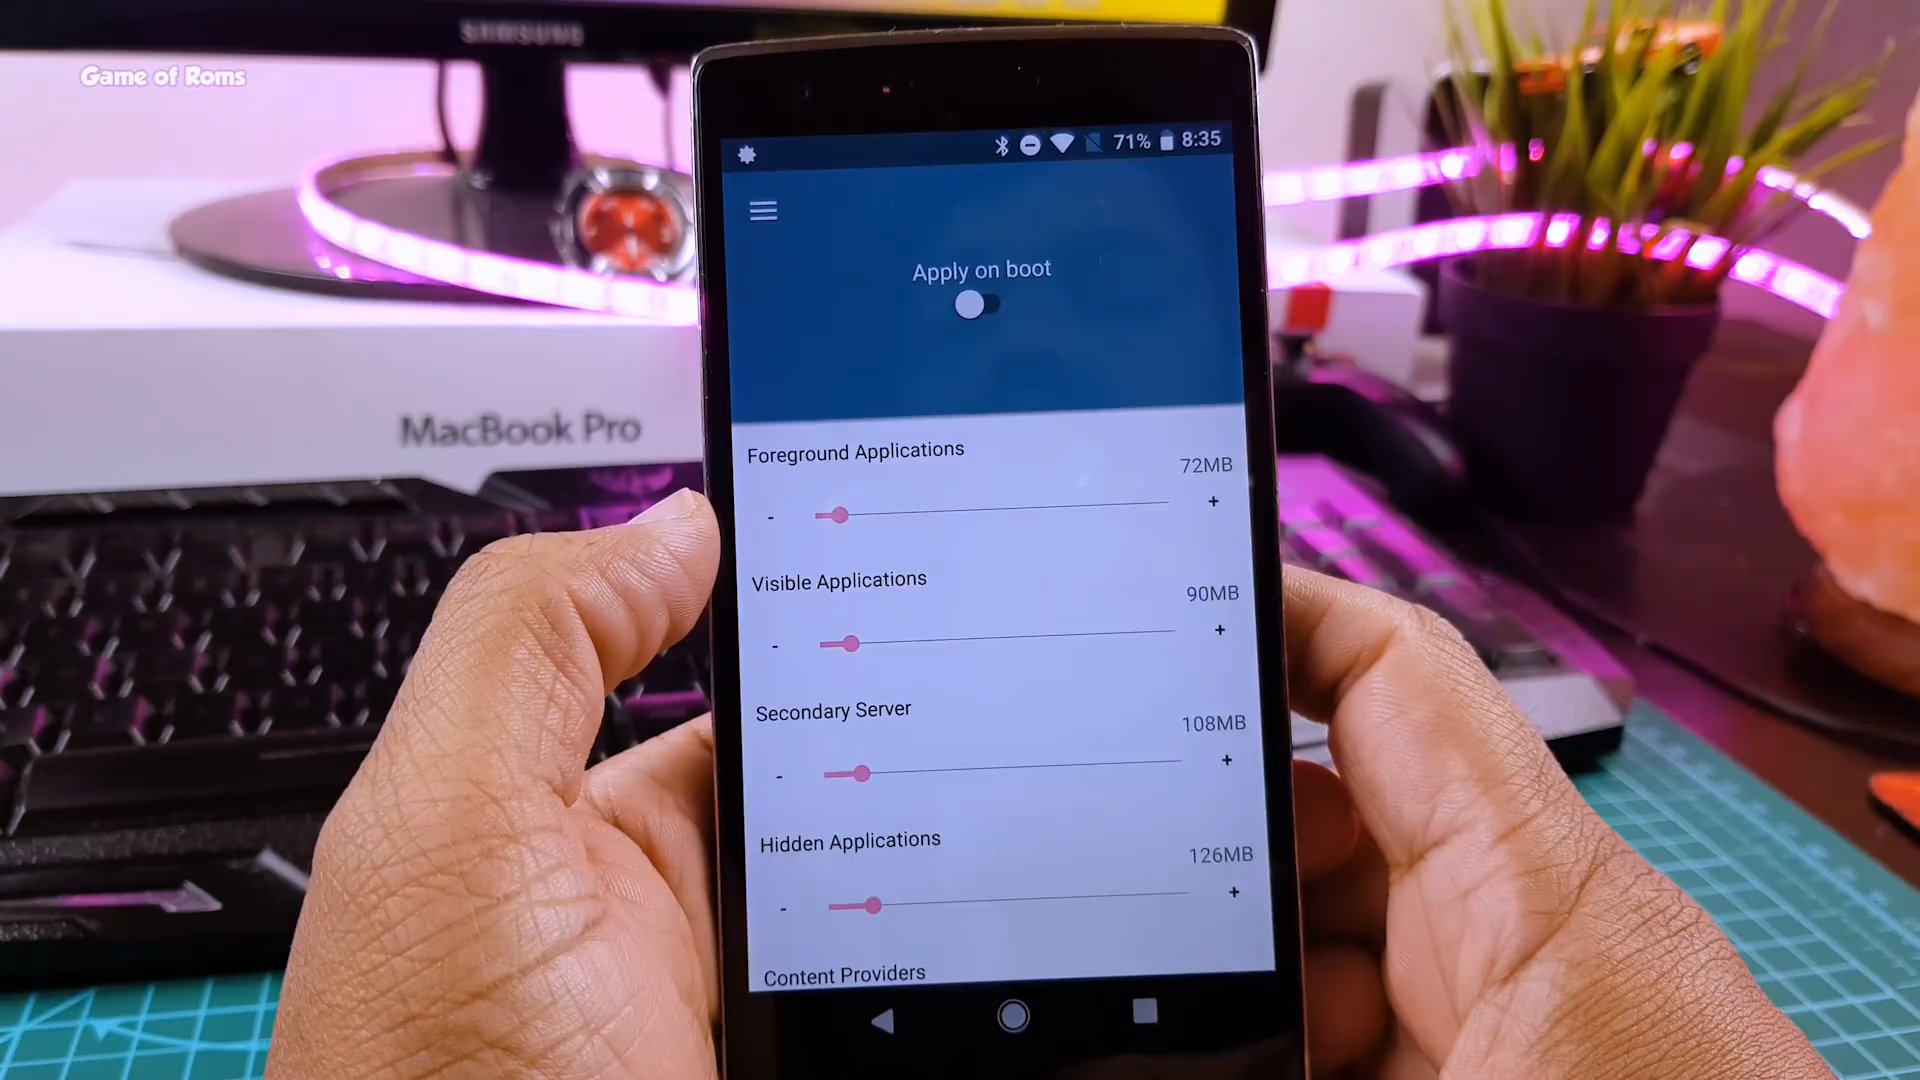 SAMSUNG
Game of Roms
71% 8:35
Apply on boot
MacBook Pro
Foreground Applications
72MB
- +
Visible Applications
90MB
- +
Secondary Server
108MB
- +
Hidden Applications
126MB
- +
Content Providers